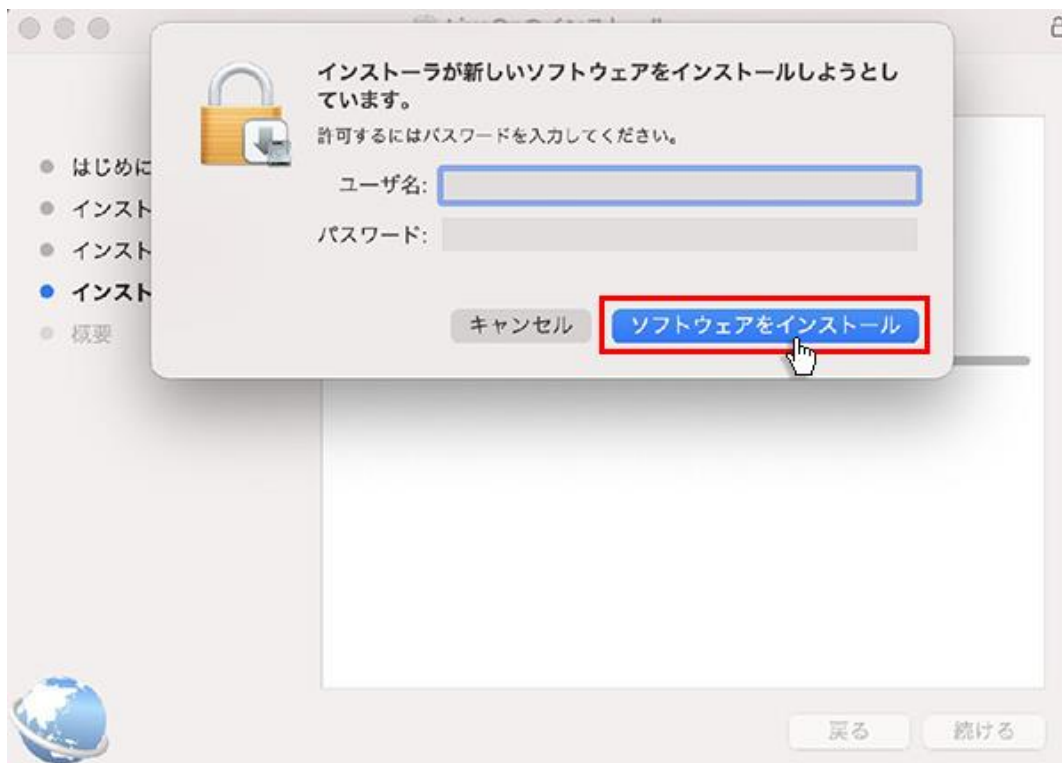 インストーラが新しいソフトウェアをインストールしようとし
ています。
許可するにはパスワードを入力してください。
ユーザ名:
パスワード:
キャンセル
ソフトウェアをインストール
はじめに
インスト
インスト
インスト
概要
戻る
続ける